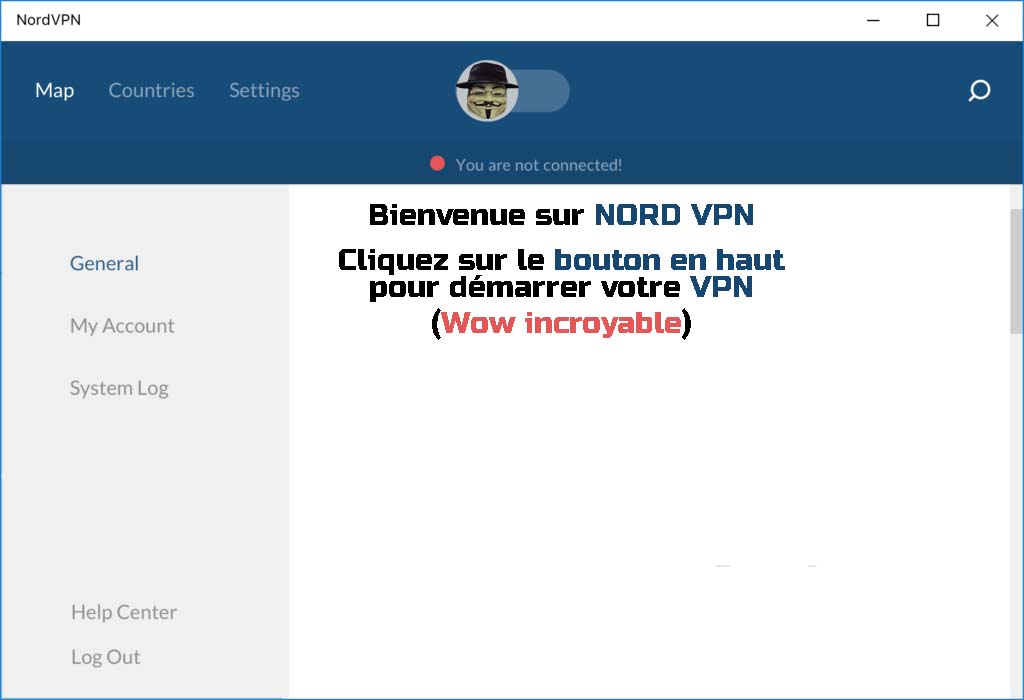 NordVPN
Map Countries Settings
You are not connected!
Bienvenue sur NORD VPN
Cliquez sur le bouton en haut
pour démarrer votre VPN
(Wow incroyable)
General
My Account
System Log
Help Center
Log Out